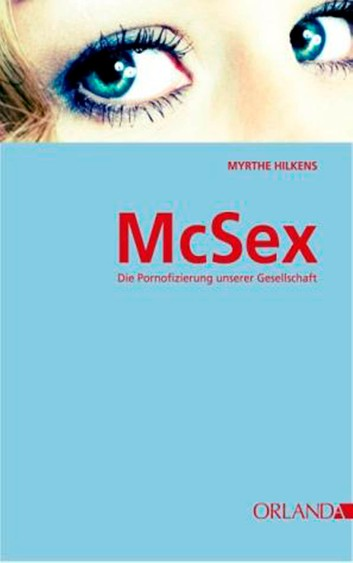 MYRTHE HILKENS
McSex
Die Pornofizierung unserer Gesellschaft
ORLANDA